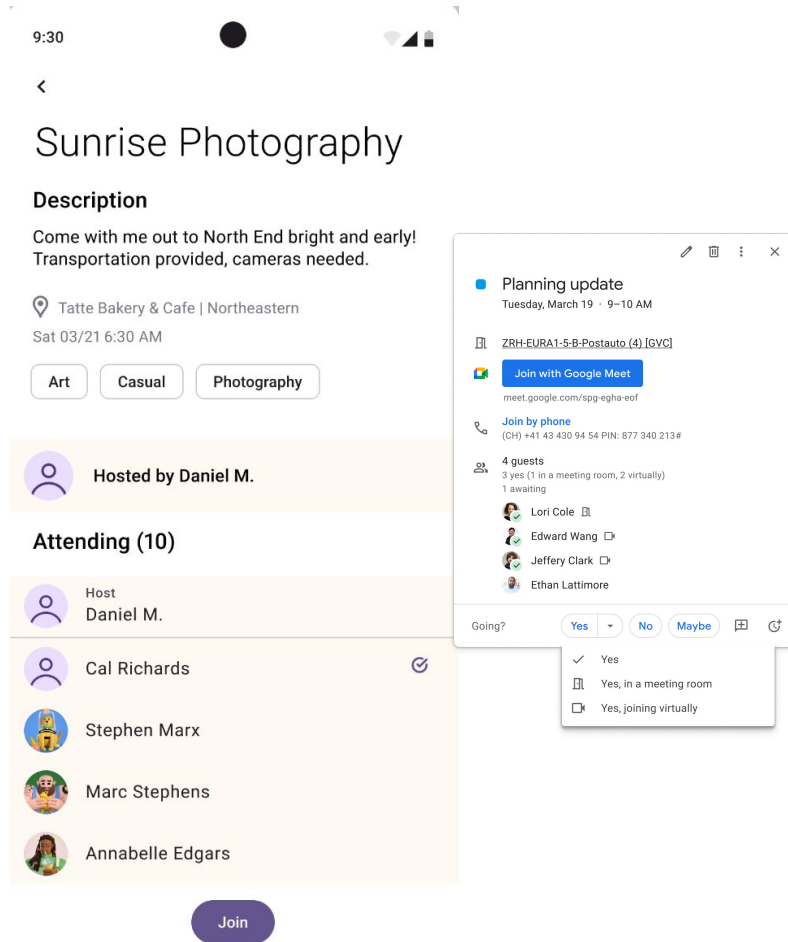 9:30
Sunrise Photography
Description
Come with me out to North End bright and early!
Transportation provided, cameras needed.
Tatte Bakery & Cafe | Northeastern
Sat 03/21 6:30 AM
Art Casual Photography
Hosted by Daniel M.
Attending (10)
Host
Daniel M.
Cal Richards
Stephen Marx
Marc Stephens
Annabelle Edgars
Join
Planning update
Tuesday, March 19 · 9–10 AM
ZRH-EURA1-5-B-Postauto (4) [GVC]
Join with Google Meet
meet.google.com/spg-egha-eof
Join by phone
(CH) +41 43 430 94 54 PIN: 877 340 213#
4 guests
3 yes (1 in a meeting room, 2 virtually)
1 awaiting
Lori Cole
Edward Wang
Jeffery Clark
Ethan Lattimore
Going? Yes No Maybe
Yes
Yes, in a meeting room
Yes, joining virtually